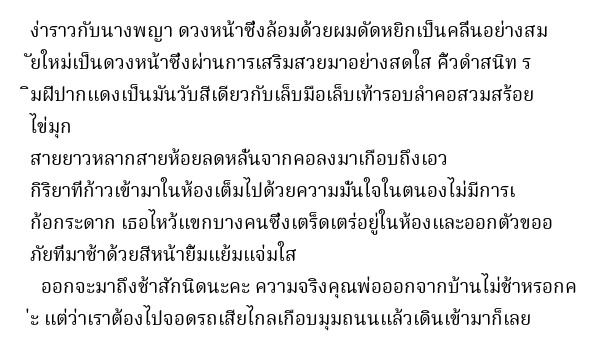 ง่าราวกับนางพญา ดวงหน้าซึ่งล้อมด้วยผมดัดหยิกเป็นคลื่นอย่างสม
ัยใหม่เป็นดวงหน้าซึ่งผ่านการเสริมสวยมาอย่างสดใส คิ้วดำสนิท ร
ิมฝีปากแดงเป็นมันวับสีเดียวกับเล็บมือเล็บเท้ารอบลำคอสวมสร้อย
ไข่มุก
สายยาวหลากสายห้อยลดหลั่นจากคอลงมาเกือบถึงเอว
กิริยาที่ก้าวเข้ามาในห้องเต็มไปด้วยความมั่นใจในตนองไม่มีการเ
ก้อกระดาก เธอไหว้แขกบางคนซึ่งเตร็ดเตร่อยู่ในห้องและออกตัวขออ
ภัยที่มาช้าด้วยสีหน้ายิ้มแย้มแจ่มใส
ออกจะมาถึงช้าสักนิดนะคะ ความจริงคุณพ่อออกจากบ้านไม่ช้าหรอกค
่ะ แต่ว่าเราต้องไปจอดรถเสียไกลเกือบมุมถนนแล้วเดินเข้ามาก็เลย